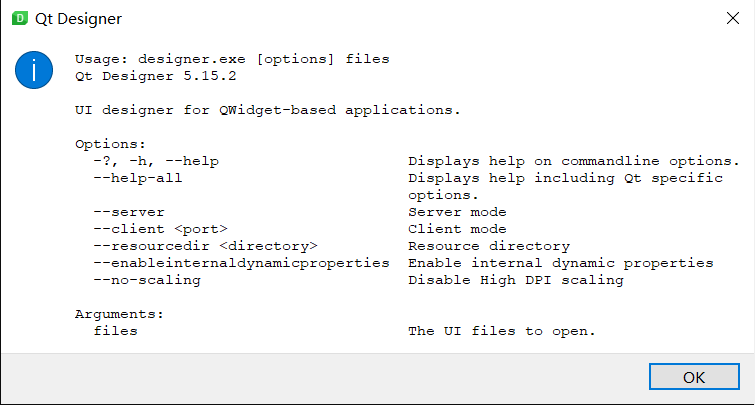 Qt Designer
Usage: designer.exe [options] files
Qt Designer 5.15.2
UI designer for QWidget-based applications.
Options:
-?, -h, --help Displays help on commandline options.
--help-all Displays help including Qt specific
options.
--server Server mode
--client <port> Client mode
--resourcedir <directory> Resource directory
--enableinternaldynamicproperties Enable internal dynamic properties
--no-scaling Disable High DPI scaling
Arguments:
files The UI files to open.
OK